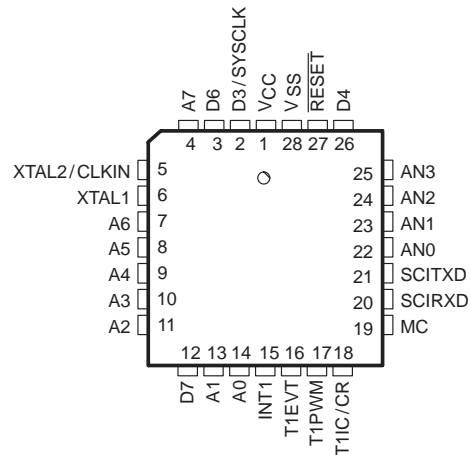 A7
D6
D3/SYSCLK
VCC
VSS
RESET
D4
4
3
2
1
28
27
26
XTAL2/CLKIN 5
XTAL1 6
A6 7
A5 8
A4 9
A3 10
A2 11
25 AN3
24 AN2
23 AN1
22 AN0
21 SCITXD
20 SCIRXD
19 MC
12
13
14
15
16
17
18
D7
A1
A0
INT1
T1EVT
T1PWM
T1IC/CR